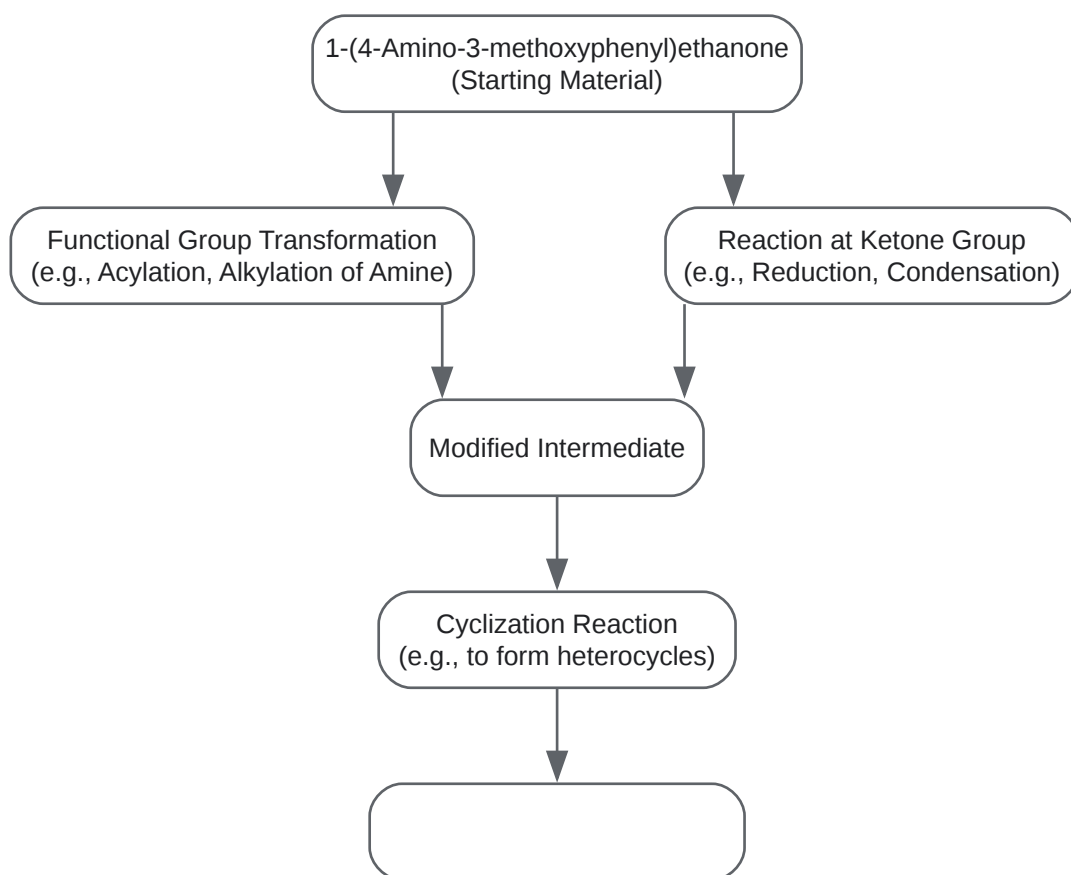 1-(4-Amino-3-methoxyphenyl)ethanone
(Starting Material)
Functional Group Transformation
(e.g., Acylation, Alkylation of Amine)
Reaction at Ketone Group
(e.g., Reduction, Condensation)
Modified Intermediate
Cyclization Reaction
(e.g., to form heterocycles)